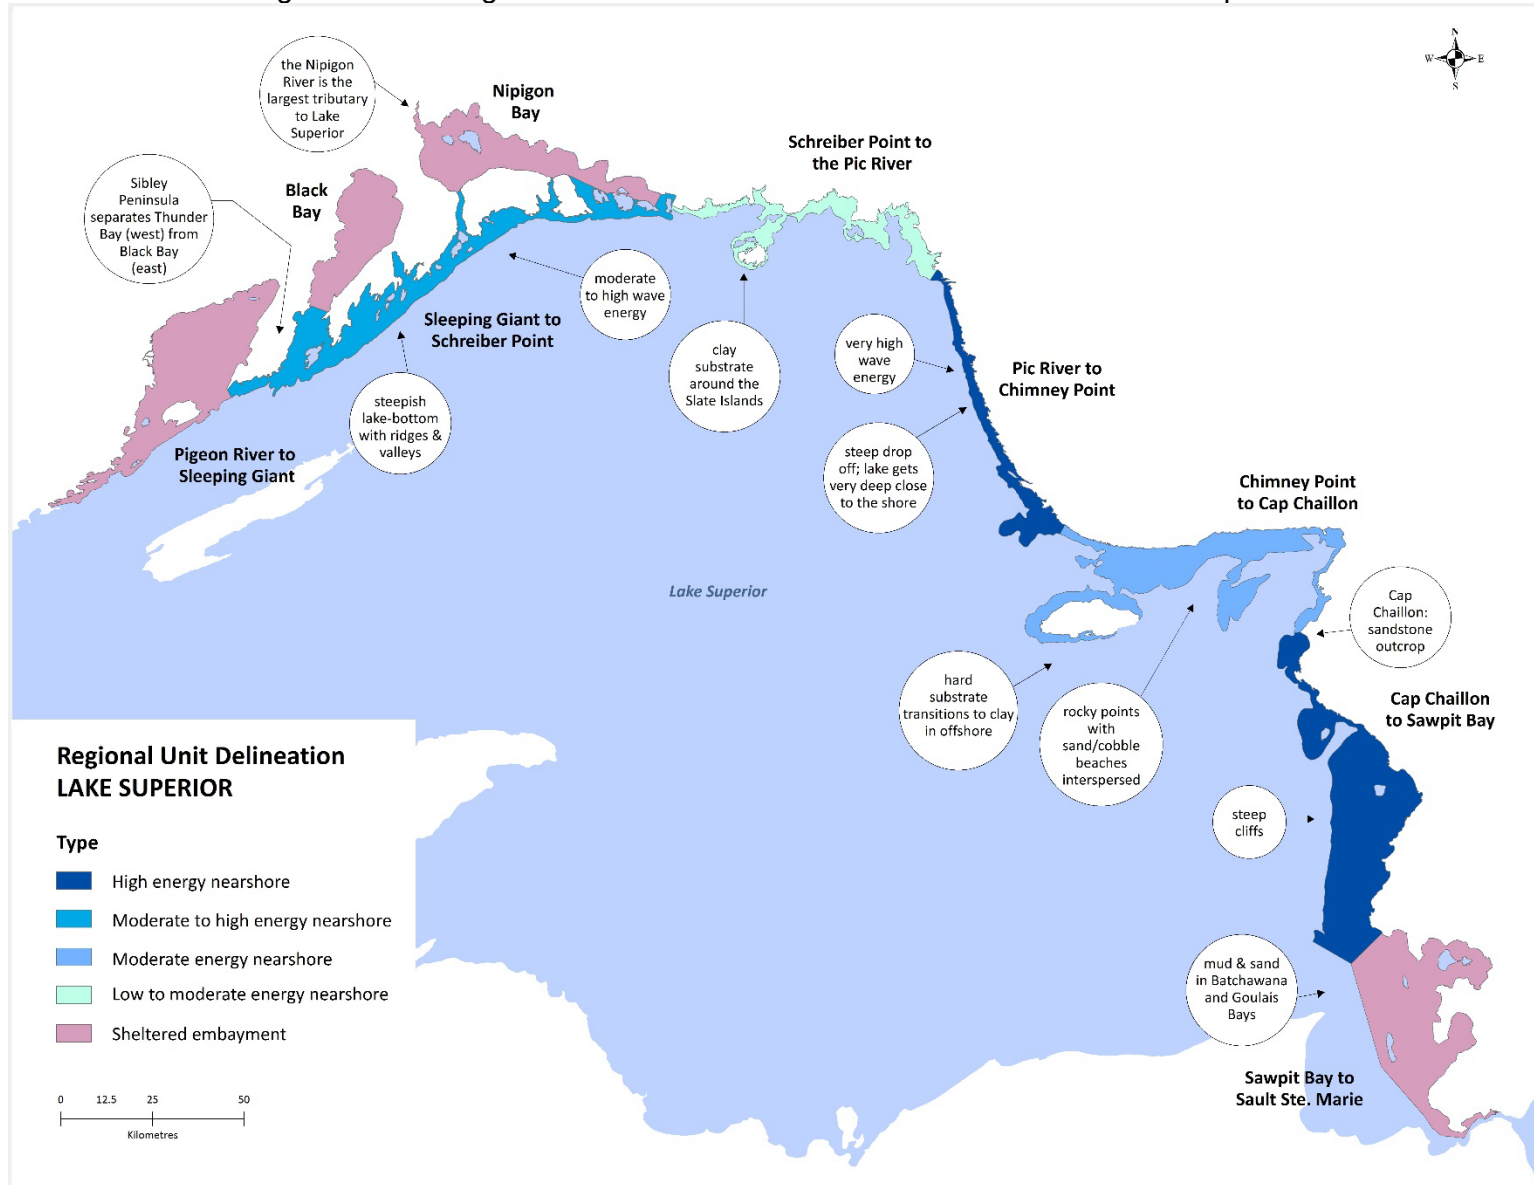 N
W E
S
the Nipigon
River is the
largest tributary
to Lake
Superior
Nipigon
Bay
Schreiber Point to
the Pic River
Sibley
Peninsula
separates Thunder
Bay (west) from
Black Bay
(east)
Black
Bay
moderate
to high wave
energy
Sleeping Giant to
Schreiber Point
clay
substrate
around the
Slate Islands
very high
wave
energy
Pic River to
Chimney Point
steepish
lake-bottom
with ridges &
valleys
Pigeon River to
Sleeping Giant
steep drop
off; lake gets
very deep close
to the shore
Chimney Point
to Cap Chaillon
Lake Superior
Cap
Chaillon:
sandstone
outcrop
hard
substrate
transitions to clay
in offshore
rocky points
with
sand/cobble
beaches
interspersed
Cap Chaillon
to Sawpit Bay
steep
cliffs
mud & sand
in Batchawana
and Goulais
Bays
Sawpit Bay to
Sault Ste. Marie
Regional Unit Delineation
LAKE SUPERIOR
Type
High energy nearshore
Moderate to high energy nearshore
Moderate energy nearshore
Low to moderate energy nearshore
Sheltered embayment
0 12.5 25 50
Kilometres